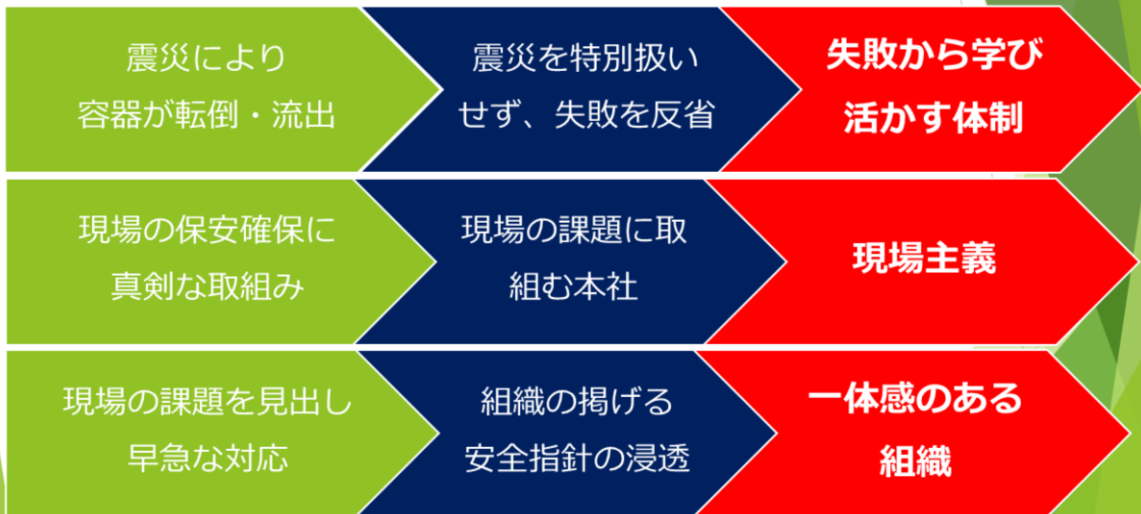 震災により
容器が転倒・流出
震災を特別扱い
せず、失敗を反省
失敗から学び
活かす体制
現場の保安確保に
真剣な取組み
現場の課題に取
組む本社
現場主義
現場の課題を見出し
早急な対応
組織の掲げる
安全指針の浸透
一体感のある
組織